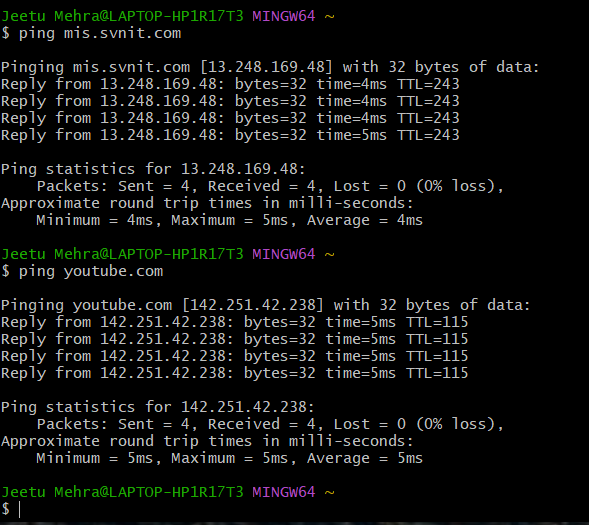 Jeetu Mehra@LAPTOP-HP1R17T3 MINGW64 ~
$ ping mis.svnit.com
Pinging mis.svnit.com [13.248.169.48] with 32 bytes of data:
Reply from 13.248.169.48: bytes=32 time=4ms TTL=243
Reply from 13.248.169.48: bytes=32 time=4ms TTL=243
Reply from 13.248.169.48: bytes=32 time=4ms TTL=243
Reply from 13.248.169.48: bytes=32 time=5ms TTL=243
Ping statistics for 13.248.169.48:
    Packets: Sent = 4, Received = 4, Lost = 0 (0% loss),
Approximate round trip times in milli-seconds:
    Minimum = 4ms, Maximum = 5ms, Average = 4ms
Jeetu Mehra@LAPTOP-HP1R17T3 MINGW64 ~
$ ping youtube.com
Pinging youtube.com [142.251.42.238] with 32 bytes of data:
Reply from 142.251.42.238: bytes=32 time=5ms TTL=115
Reply from 142.251.42.238: bytes=32 time=5ms TTL=115
Reply from 142.251.42.238: bytes=32 time=5ms TTL=115
Reply from 142.251.42.238: bytes=32 time=5ms TTL=115
Ping statistics for 142.251.42.238:
    Packets: Sent = 4, Received = 4, Lost = 0 (0% loss),
Approximate round trip times in milli-seconds:
    Minimum = 5ms, Maximum = 5ms, Average = 5ms
Jeetu Mehra@LAPTOP-HP1R17T3 MINGW64 ~
$